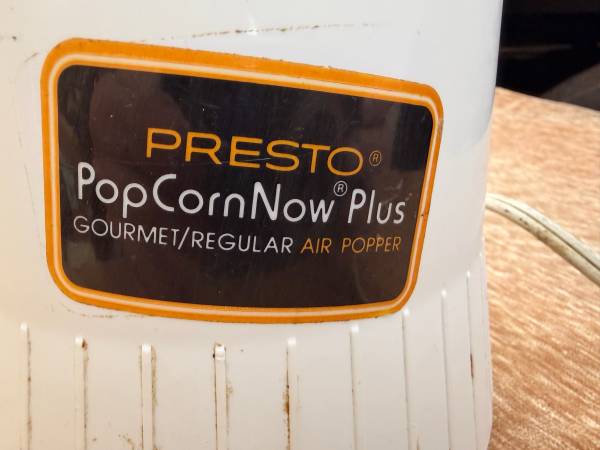 PRESTO®
PopCornNow® Plus
GOURMET/REGULAR AIR POPPER